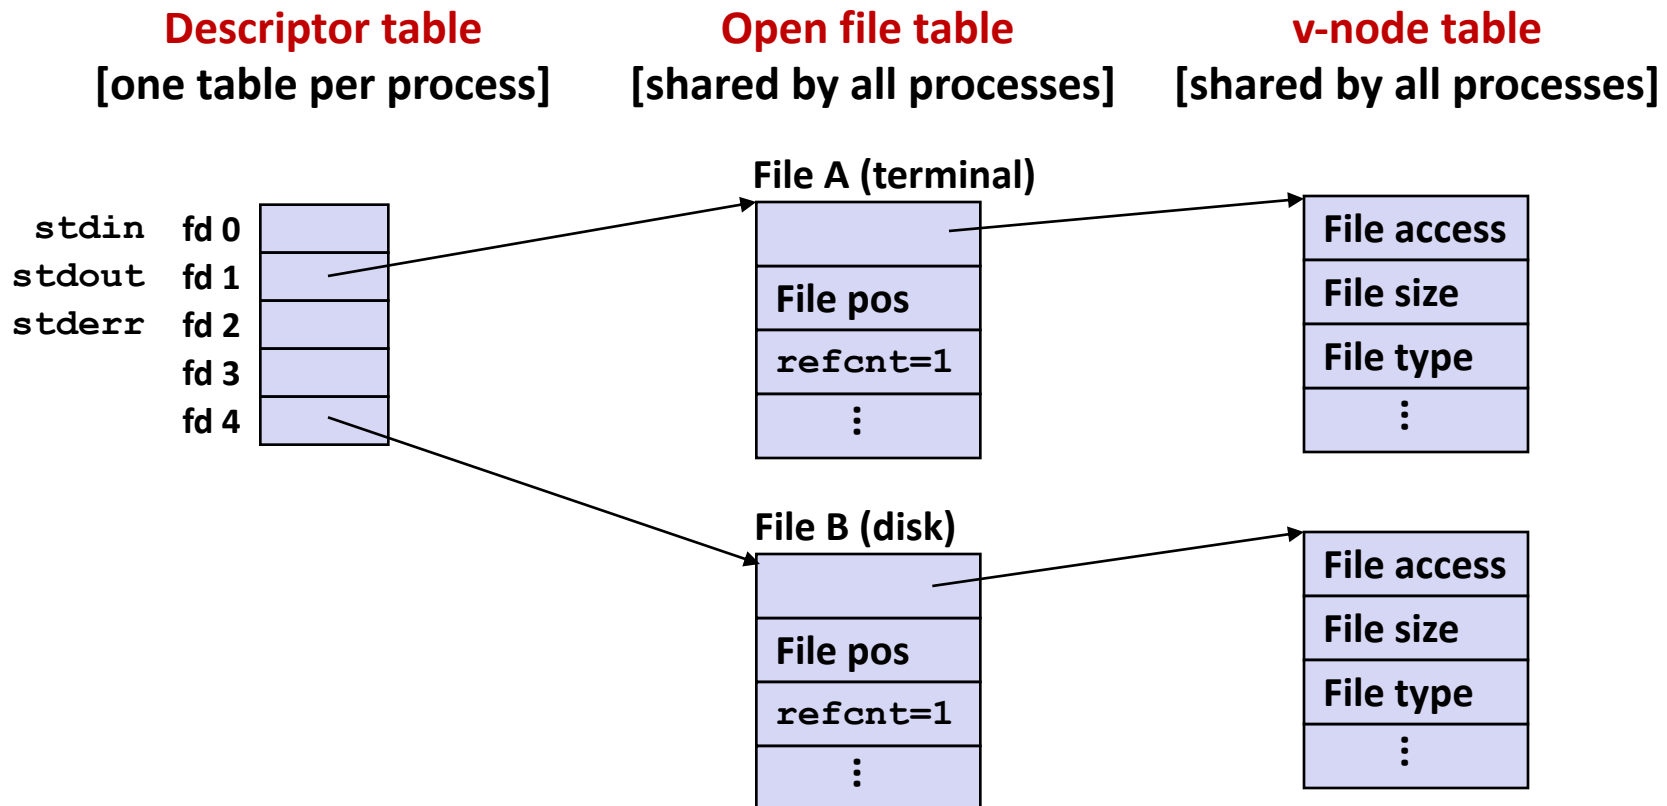 Descriptor table
[one table per process]
Open file table
[shared by all processes]
v-node table
[shared by all processes]
stdin fd 0
stdout fd 1
stderr fd 2
fd 3
fd 4
File A (terminal)
File pos
refcnt=1
⋮
File access
File size
File type
⋮
File B (disk)
File pos
refcnt=1
⋮
File access
File size
File type
⋮